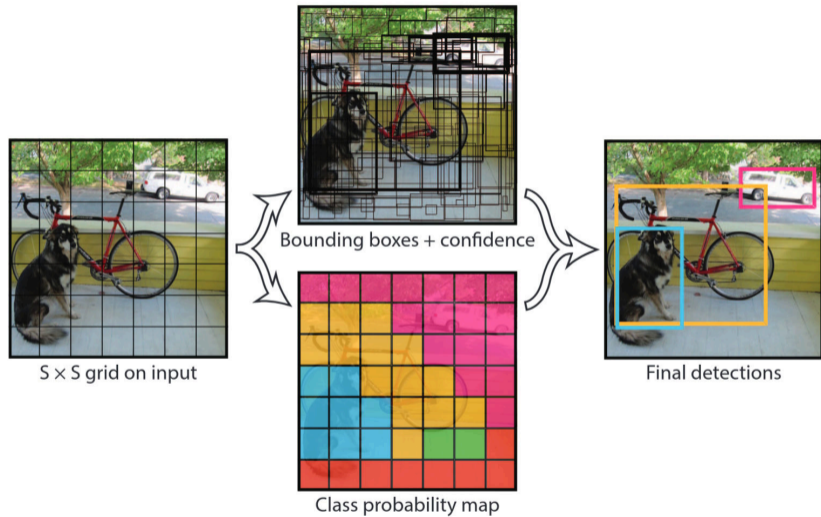 S × S grid on input
Bounding boxes + confidence
Class probability map
Final detections